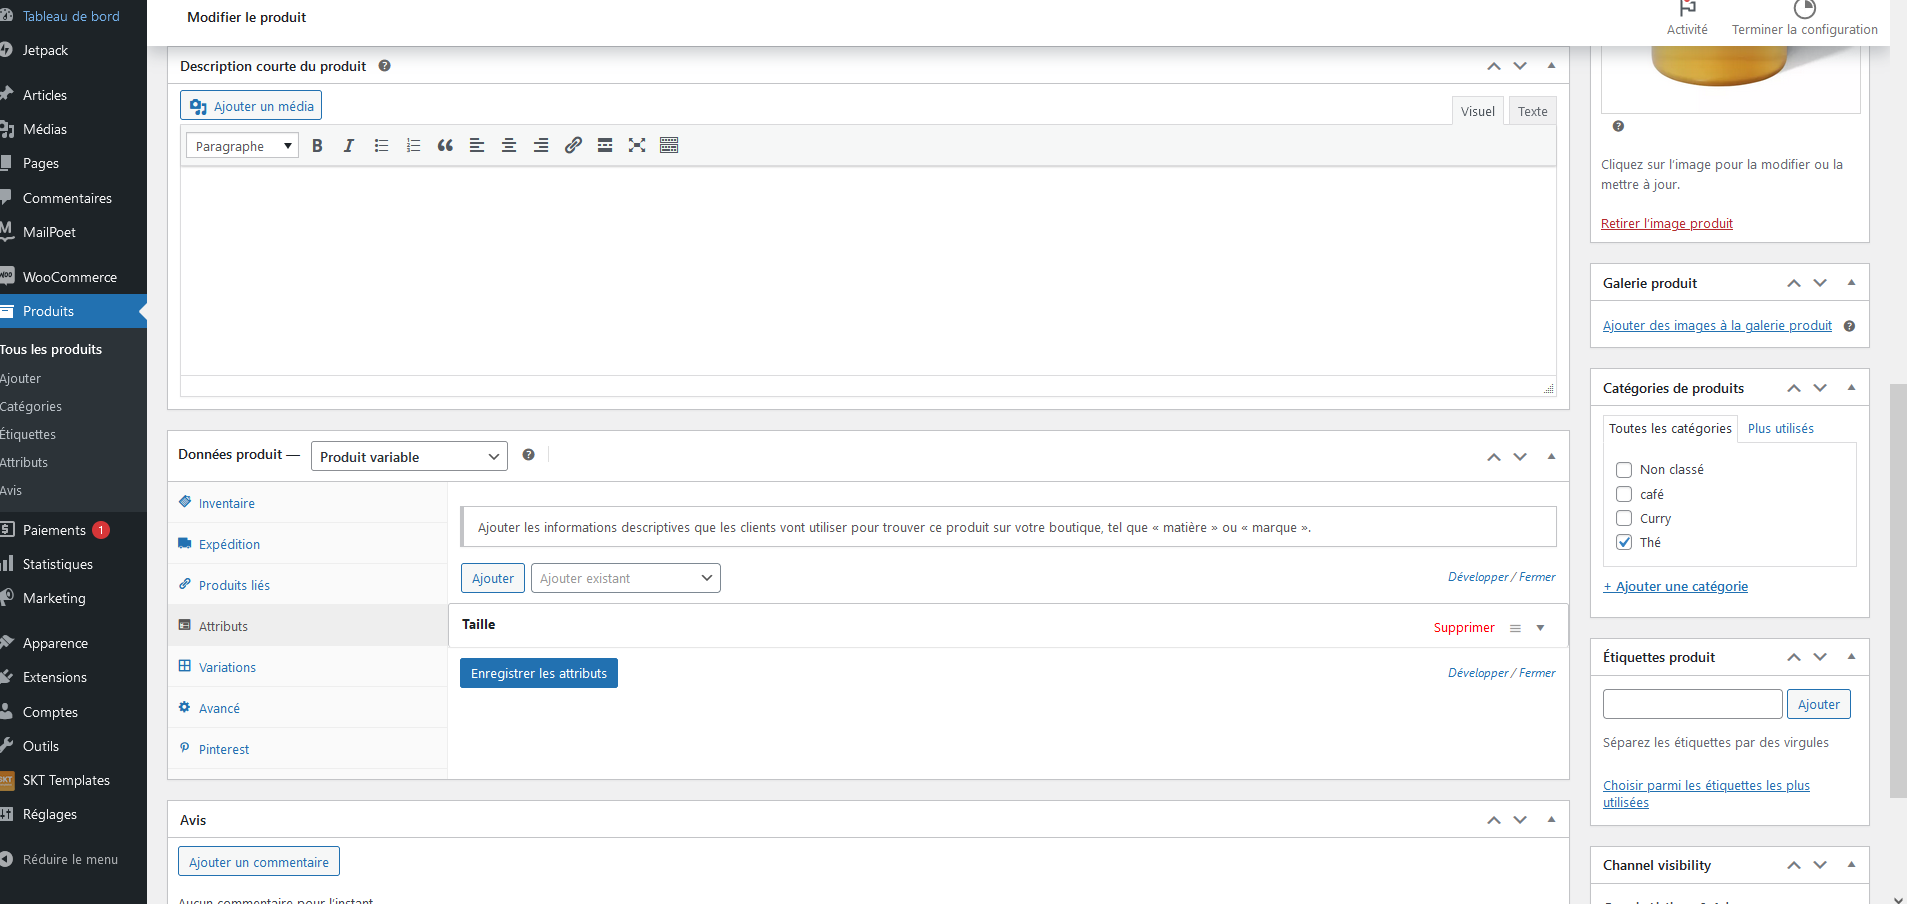 Tableau de bord
Jetpack
Articles
Médias
Pages
Commentaires
MailPoet
WooCommerce
Produits
Tous les produits
Ajouter
Catégories
Étiquettes
Attributs
Avis
Paiements 1
Statistiques
Marketing
Apparence
Extensions
Comptes
Outils
SKT Templates
Réglages
Réduire le menu
Modifier le produit
Activité
Terminer la configuration
Description courte du produit
Ajouter un média
Visuel
Texte
Paragraphe
Données produit —
Produit variable
Inventaire
Expédition
Produits liés
Attributs
Variations
Avancé
Pinterest
Ajouter les informations descriptives que les clients vont utiliser pour trouver ce produit sur votre boutique, tel que « matière » ou « marque ».
Ajouter
Ajouter existant
Développer / Fermer
Taille
Supprimer
Enregistrer les attributs
Développer / Fermer
Avis
Ajouter un commentaire
Aucun commentaire pour l'instant
Cliquez sur l'image pour la modifier ou la
mettre à jour.
Retirer l'image produit
Galerie produit
Ajouter des images à la galerie produit
Catégories de produits
Toutes les catégories
Plus utilisés
Non classé
café
Curry
Thé
+ Ajouter une catégorie
Étiquettes produit
Ajouter
Séparez les étiquettes par des virgules
Choisir parmi les étiquettes les plus
utilisées
Channel visibility